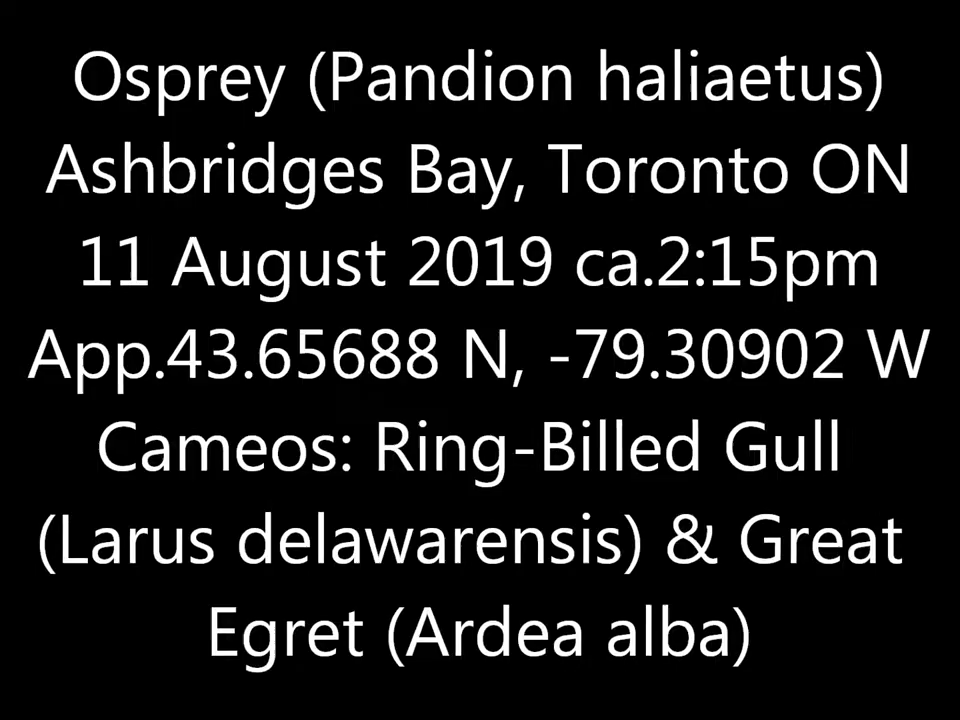 Osprey (Pandion haliaetus)
Ashbridges Bay, Toronto ON
11 August 2019 ca.2:15pm
App.43.65688 N, -79.30902 W
Cameos: Ring-Billed Gull
(Larus delawarensis) & Great
Egret (Ardea alba)